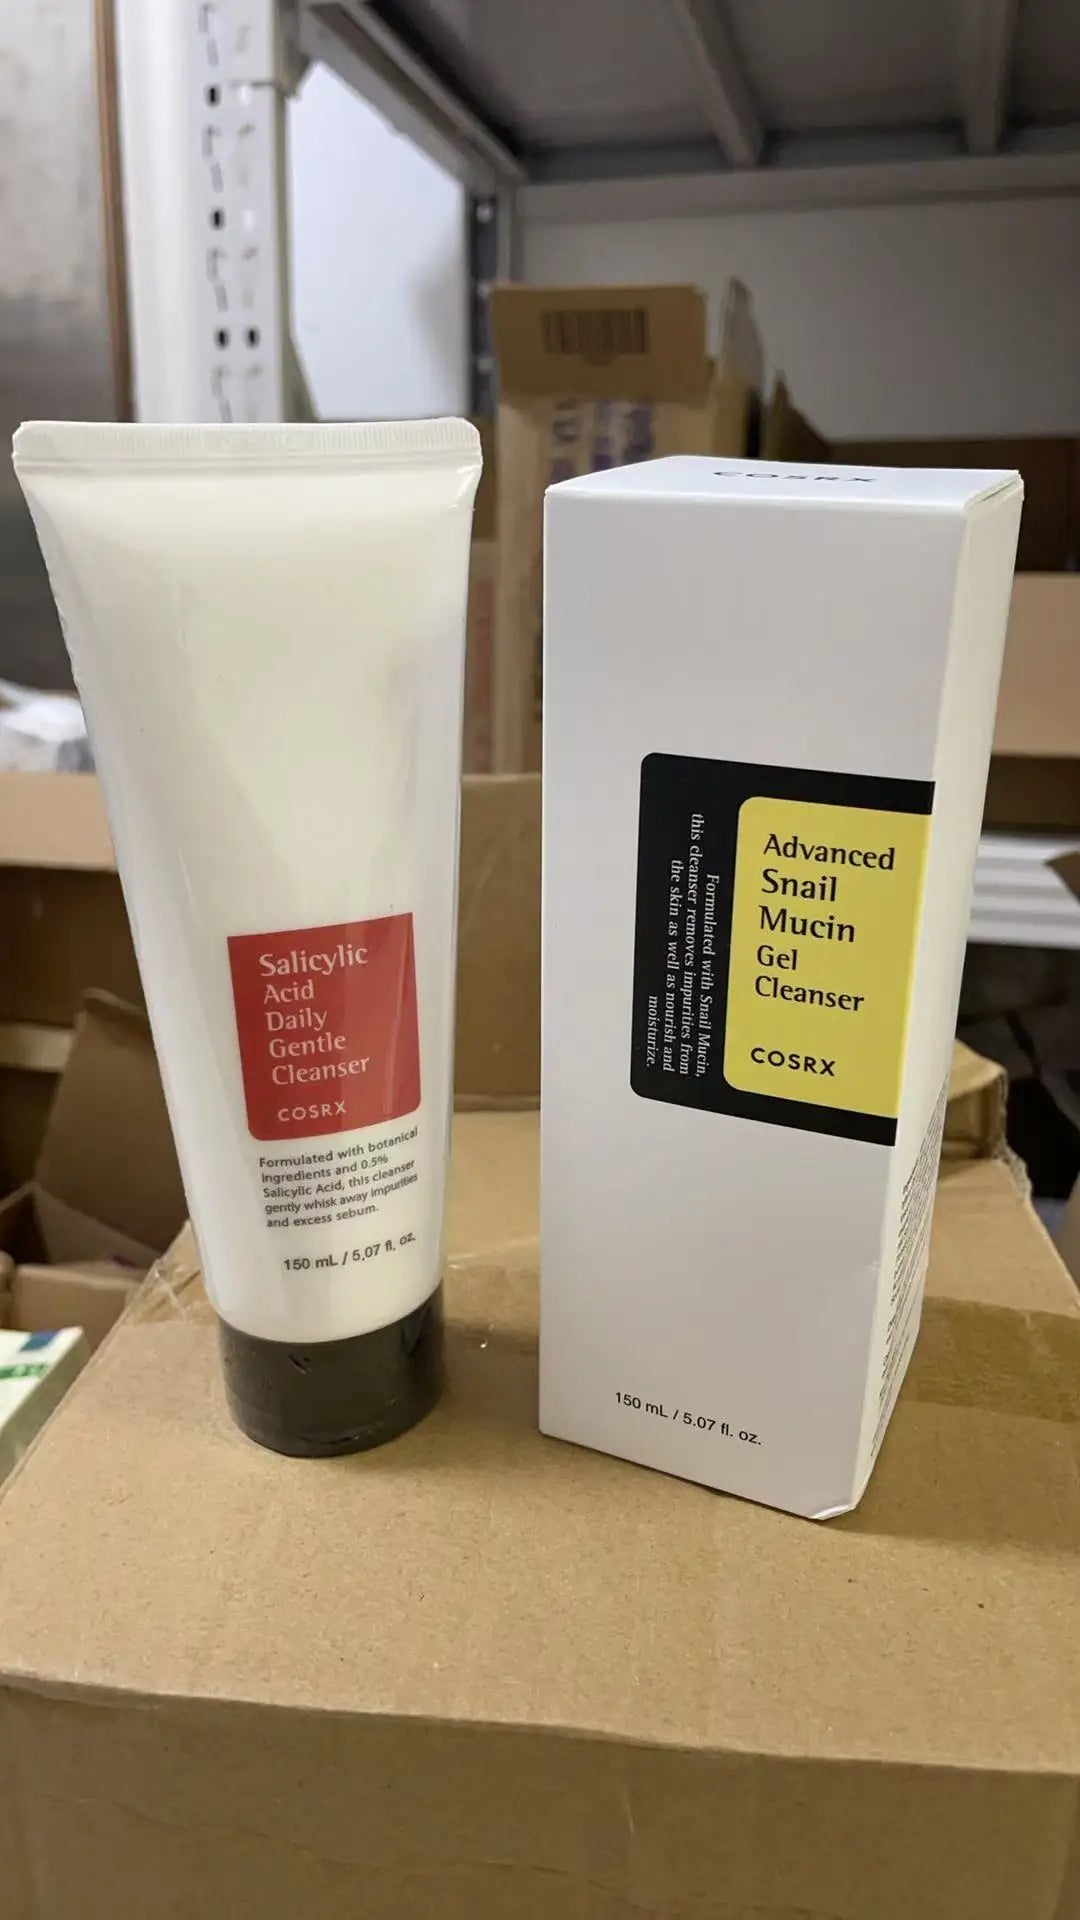 Salicylic
Acid
Daily
Gentle
Cleanser
COSRX
Formulated with botanical
ingredients and 0.5%
Salicylic Acid, this cleanser
gently whisk away impurities
and excess sebum.
150 mL / 5.07 fl. oz.
COSRX
Advanced
Snail
Mucin
Gel
Cleanser
COSRX
Formulated with Snail Mucin,
this cleanser removes impurities from
the skin as well as nourish and
moisturize.
150 mL / 5.07 fl. oz.